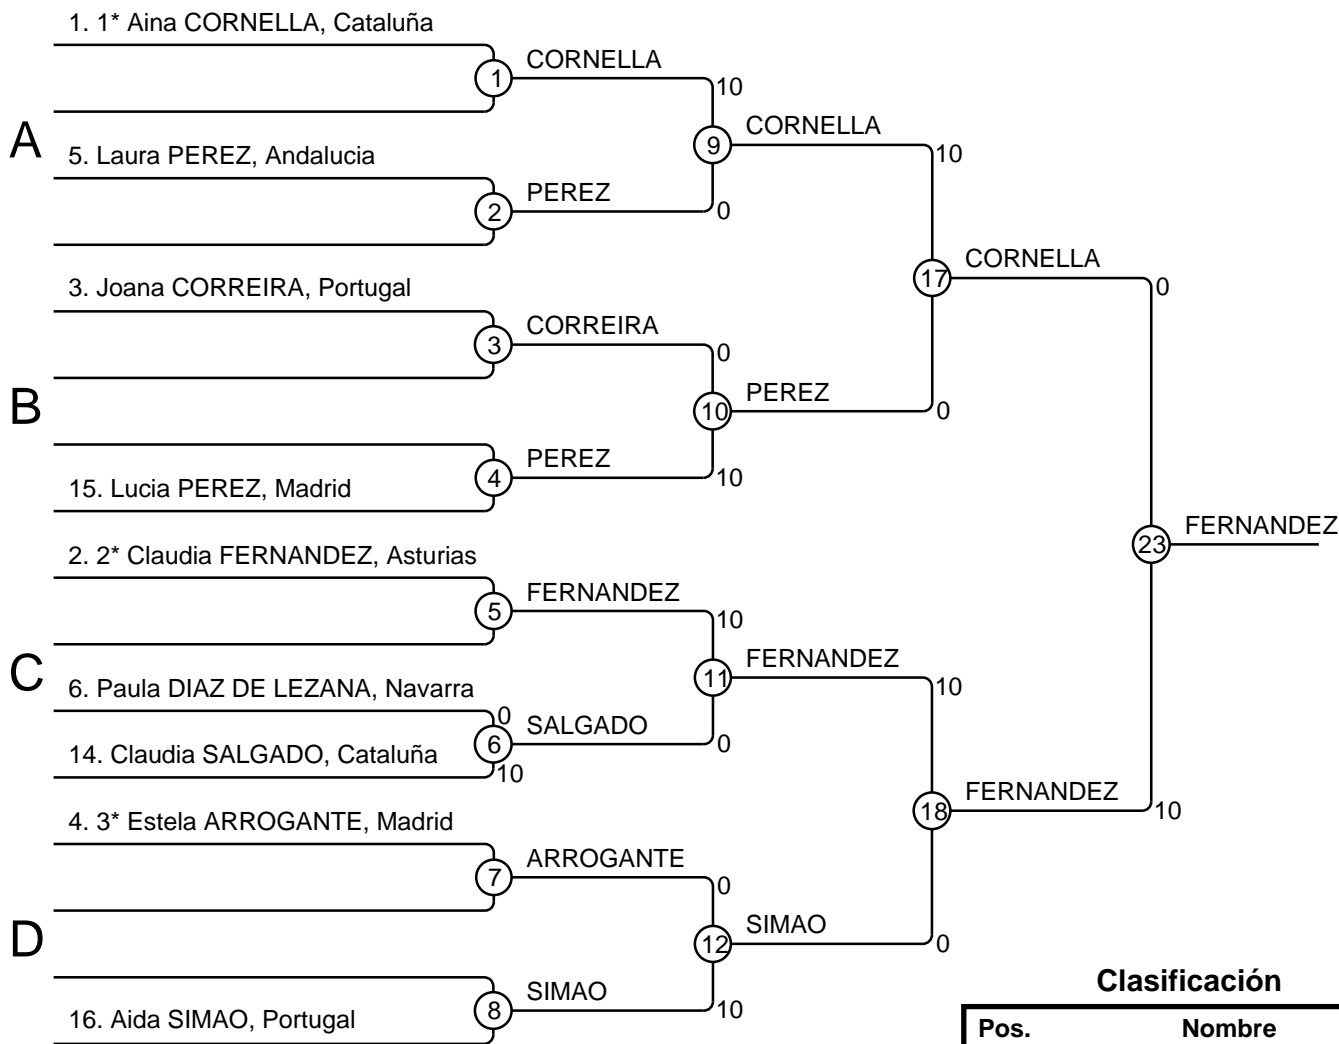 1. 1* Aina CORNELLA, Cataluña
CORNELLA
1
10
A
CORNELLA
9
10
5. Laura PEREZ, Andalucia
PEREZ
2
0
CORNELLA
17
0
3. Joana CORREIRA, Portugal
CORREIRA
3
0
B
PEREZ
10
0
PEREZ
4
10
15. Lucia PEREZ, Madrid
FERNANDEZ
23
2. 2* Claudia FERNANDEZ, Asturias
FERNANDEZ
5
10
C
FERNANDEZ
11
10
6. Paula DIAZ DE LEZANA, Navarra
0
SALGADO
6
0
14. Claudia SALGADO, Cataluña
10
FERNANDEZ
18
10
4. 3* Estela ARROGANTE, Madrid
ARROGANTE
7
0
D
SIMAO
12
0
SIMAO
8
10
16. Aida SIMAO, Portugal
Clasificación
Pos. Nombre